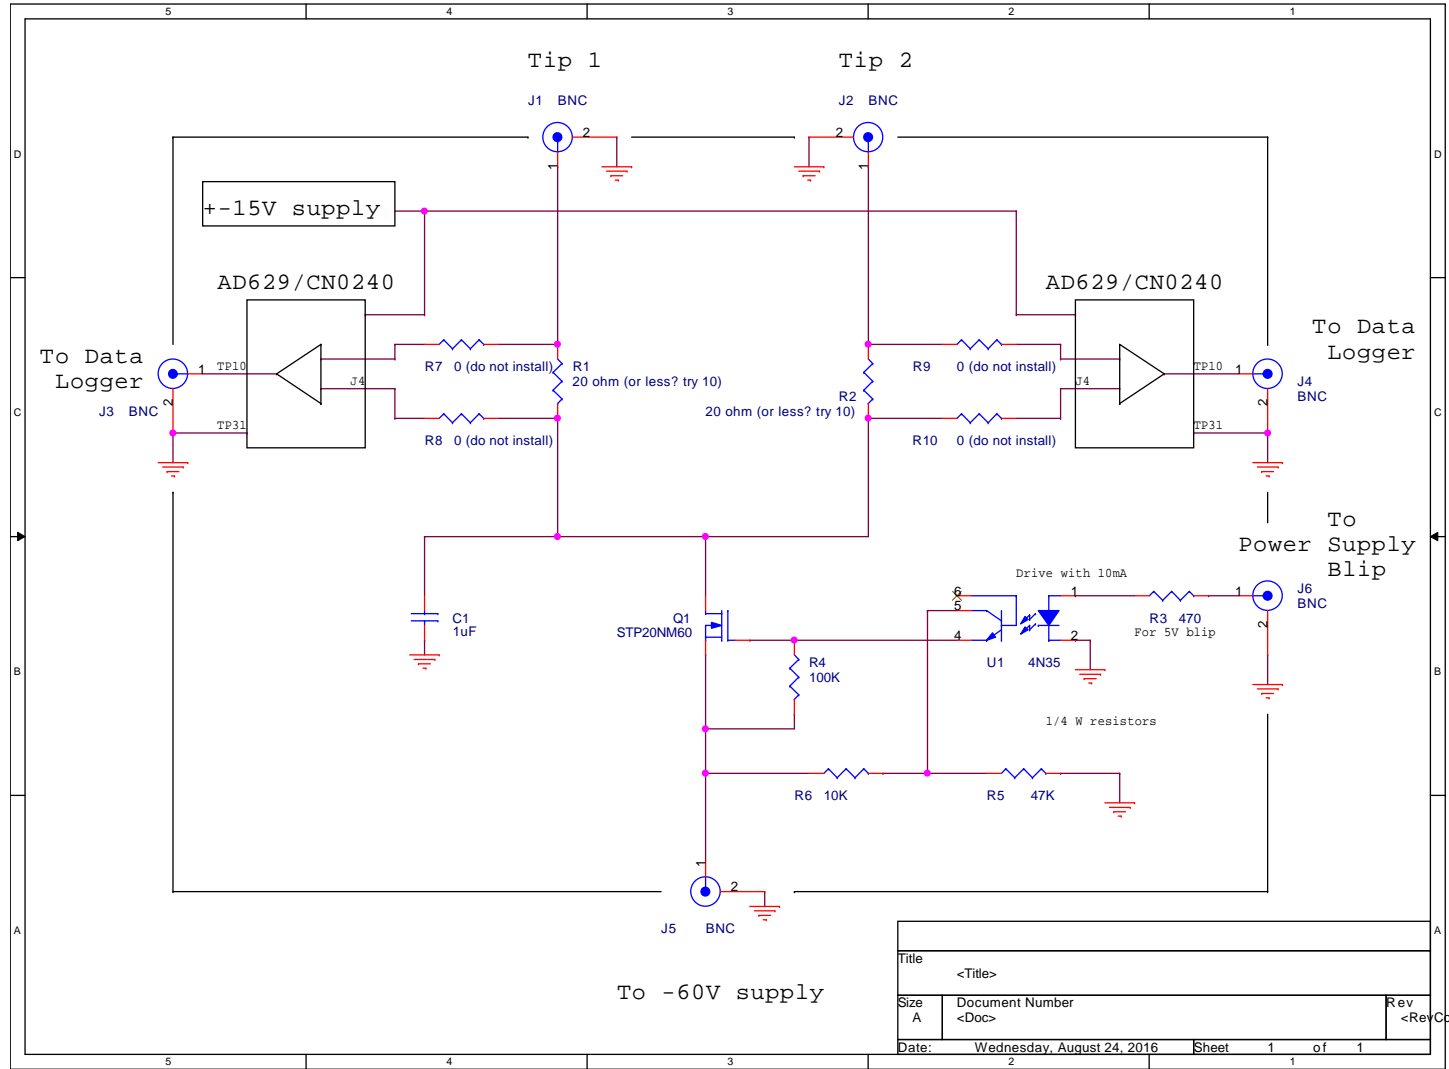 5 4 3 2 1
Tip 1 Tip 2
J1 BNC J2 BNC
2 2
D D
1 1
+-15V supply
AD629/CN0240 AD629/CN0240
To Data
Logger
To Data
Logger
R7 0 (do not install)
R1
20 ohm (or less? try 10)
R9 0 (do not install)
1 TP10 J4
J4 TP10 1
J3 BNC
2
R2
20 ohm (or less? try 10)
J4
BNC
2
C C
TP31 TP31
R8 0 (do not install)
R10 0 (do not install)
To
Power Supply
Blip
Drive with 10mA
6
5
4
1
2
1
J6
BNC
2
R3 470
For 5V blip
C1
1uF
Q1
STP20NM60
U1 4N35
R4
100K
B B
1/4 W resistors
R6 10K R5 47K
1
2
J5 BNC
A A
To -60V supply
Title
<Title>
Size
A
Document Number
<Doc>
Rev
<RevCo
Date: Wednesday, August 24, 2016 Sheet 1 of 1
5 4 3 2 1